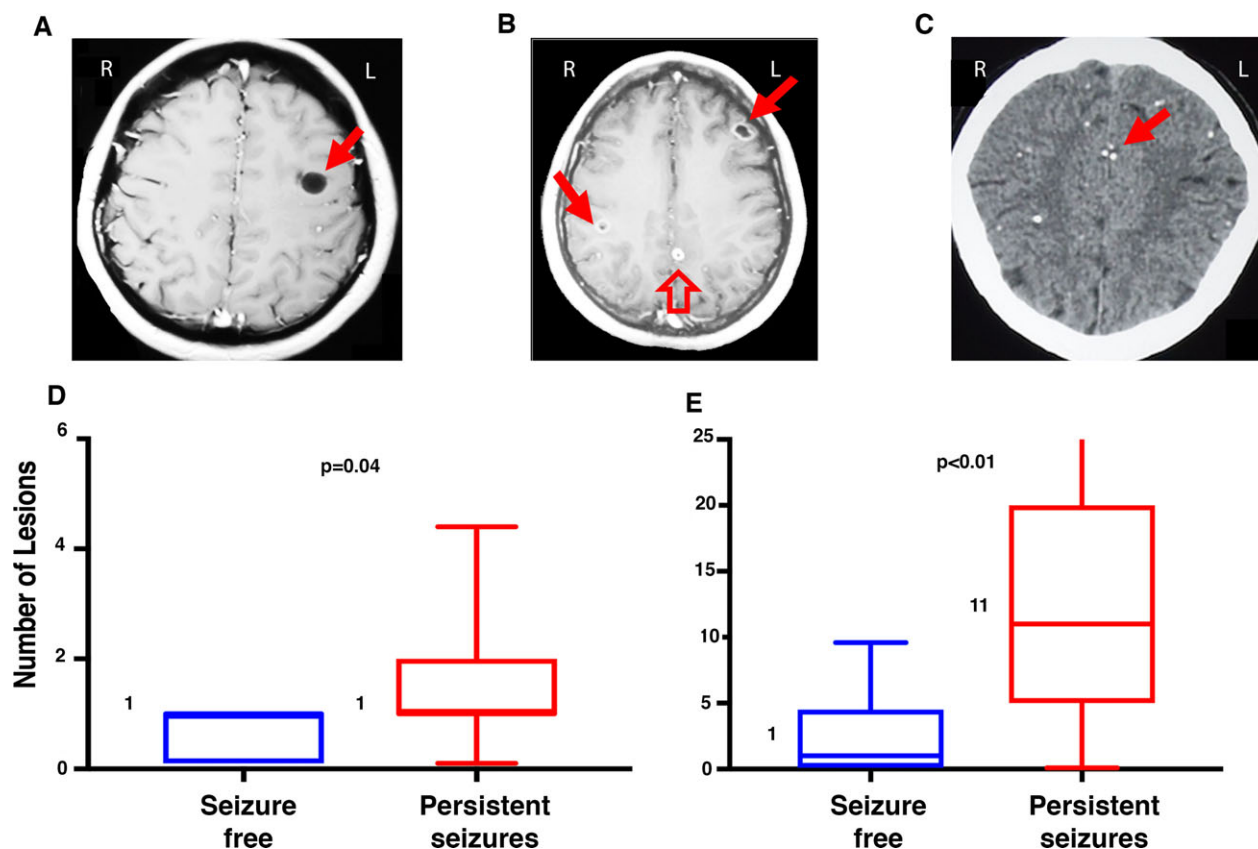 A
B
C
R
L
R
L
R
L
D
E
Number of Lesions
6
4
2
0
p=0.04
1
1
Seizure
free
Persistent
seizures
25
20
15
10
5
0
p<0.01
1
11
Seizure
free
Persistent
seizures